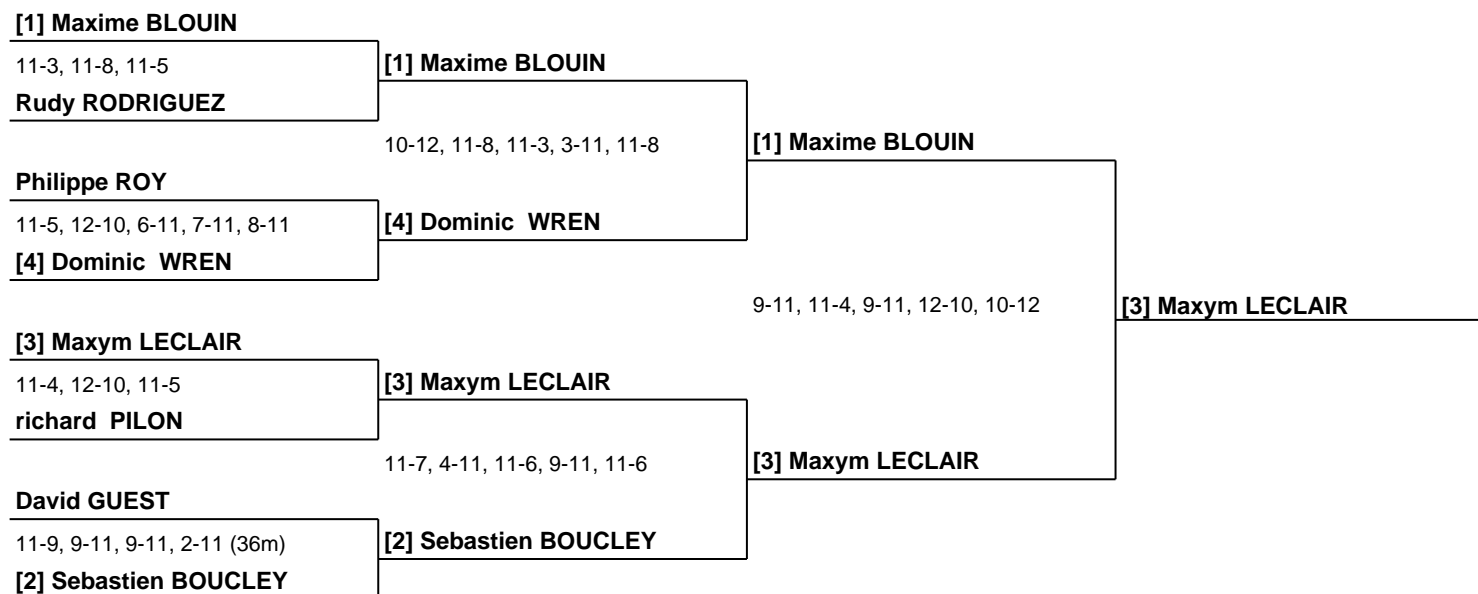 [1] Maxime BLOUIN
11-3, 11-8, 11-5
Rudy RODRIGUEZ
Philippe ROY
11-5, 12-10, 6-11, 7-11, 8-11
[4] Dominic  WREN
[3] Maxym LECLAIR
11-4, 12-10, 11-5
richard  PILON
David GUEST
11-9, 9-11, 9-11, 2-11 (36m)
[2] Sebastien BOUCLEY
[1] Maxime BLOUIN
10-12, 11-8, 11-3, 3-11, 11-8
[4] Dominic  WREN
[3] Maxym LECLAIR
11-7, 4-11, 11-6, 9-11, 11-6
[2] Sebastien BOUCLEY
[1] Maxime BLOUIN
9-11, 11-4, 9-11, 12-10, 10-12
[3] Maxym LECLAIR
[3] Maxym LECLAIR